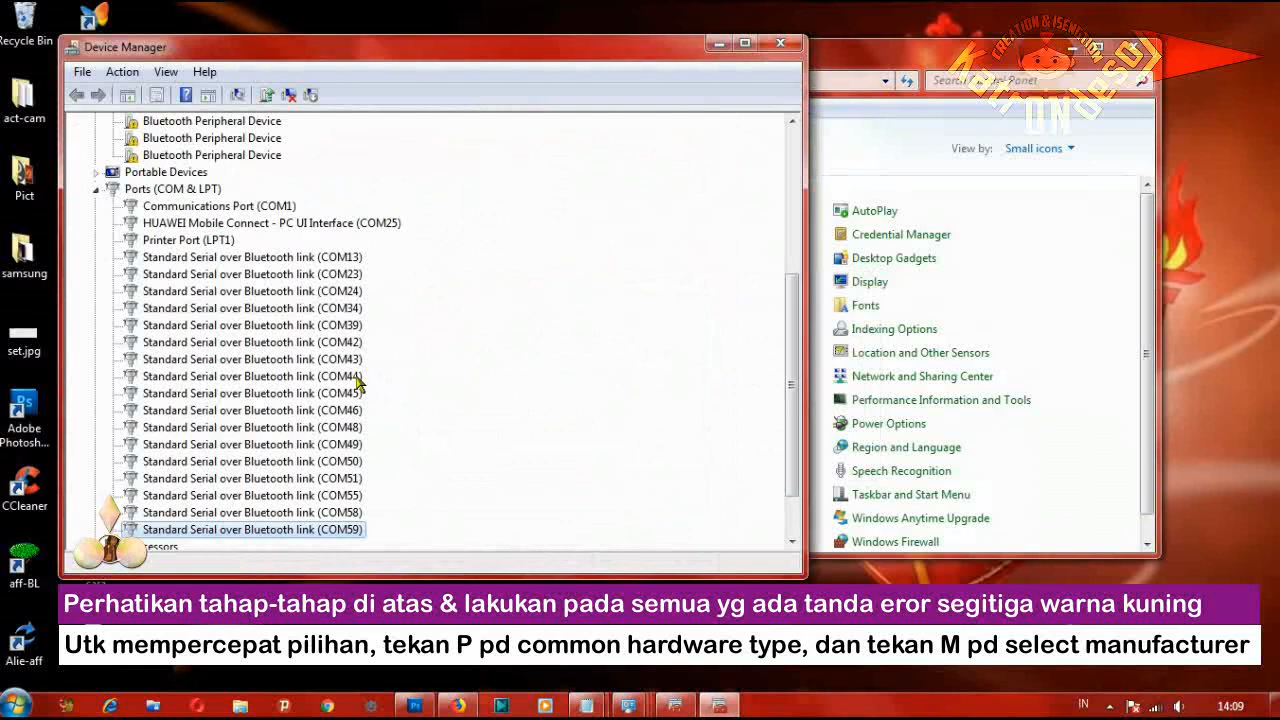 Recycle Bin
act-cam
Pict
samsung
set.jpg
Adobe
Photosh...
CCleaner
aff-BL
Alie-aff
Device Manager
File Action View Help
Bluetooth Peripheral Device
Bluetooth Peripheral Device
Bluetooth Peripheral Device
Portable Devices
Ports (COM & LPT)
Communications Port (COM1)
HUAWEI Mobile Connect - PC UI Interface (COM25)
Printer Port (LPT1)
Standard Serial over Bluetooth link (COM13)
Standard Serial over Bluetooth link (COM23)
Standard Serial over Bluetooth link (COM24)
Standard Serial over Bluetooth link (COM34)
Standard Serial over Bluetooth link (COM39)
Standard Serial over Bluetooth link (COM42)
Standard Serial over Bluetooth link (COM43)
Standard Serial over Bluetooth link (COM44)
Standard Serial over Bluetooth link (COM45)
Standard Serial over Bluetooth link (COM46)
Standard Serial over Bluetooth link (COM48)
Standard Serial over Bluetooth link (COM49)
Standard Serial over Bluetooth link (COM50)
Standard Serial over Bluetooth link (COM51)
Standard Serial over Bluetooth link (COM55)
Standard Serial over Bluetooth link (COM58)
Standard Serial over Bluetooth link (COM59)
View by: Small icons
AutoPlay
Credential Manager
Desktop Gadgets
Display
Fonts
Indexing Options
Location and Other Sensors
Network and Sharing Center
Performance Information and Tools
Power Options
Region and Language
Speech Recognition
Taskbar and Start Menu
Windows Anytime Upgrade
Windows Firewall
Perhatikan tahap-tahap di atas & lakukan pada semua yg ada tanda eror segitiga warna kuning
Utk mempercepat pilihan, tekan P pd common hardware type, dan tekan M pd select manufacturer
IN
14:09